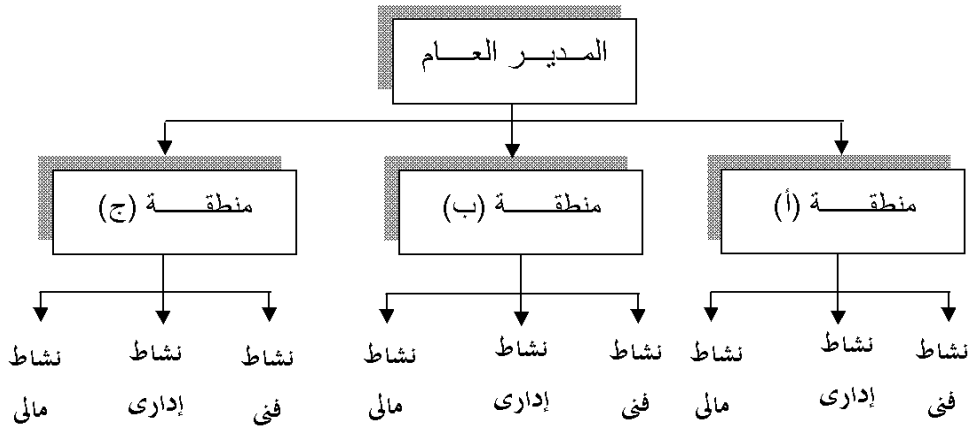 المدير العام
منطقة (أ)
منطقة (ب)
منطقة (ج)
نشاط
فنى
نشاط
إدارى
نشاط
مالى
نشاط
فنى
نشاط
إدارى
نشاط
مالى
نشاط
فنى
نشاط
إدارى
نشاط
مالى